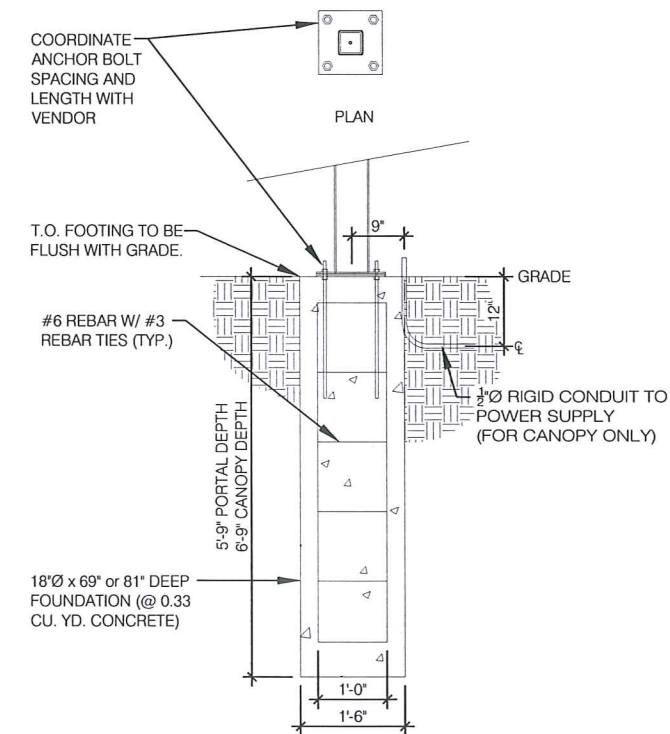 COORDINATE
ANCHOR BOLT
SPACING AND
LENGTH WITH
VENDOR
PLAN
9"
T.O. FOOTING TO BE
FLUSH WITH GRADE.
GRADE
12"
℄
#6 REBAR W/ #3
REBAR TIES (TYP.)
½"Ø RIGID CONDUIT TO
POWER SUPPLY
(FOR CANOPY ONLY)
5'-9" PORTAL DEPTH
6'-9" CANOPY DEPTH
18"Ø x 69" or 81" DEEP
FOUNDATION (@ 0.33
CU. YD. CONCRETE)
1'-0"
1'-6"